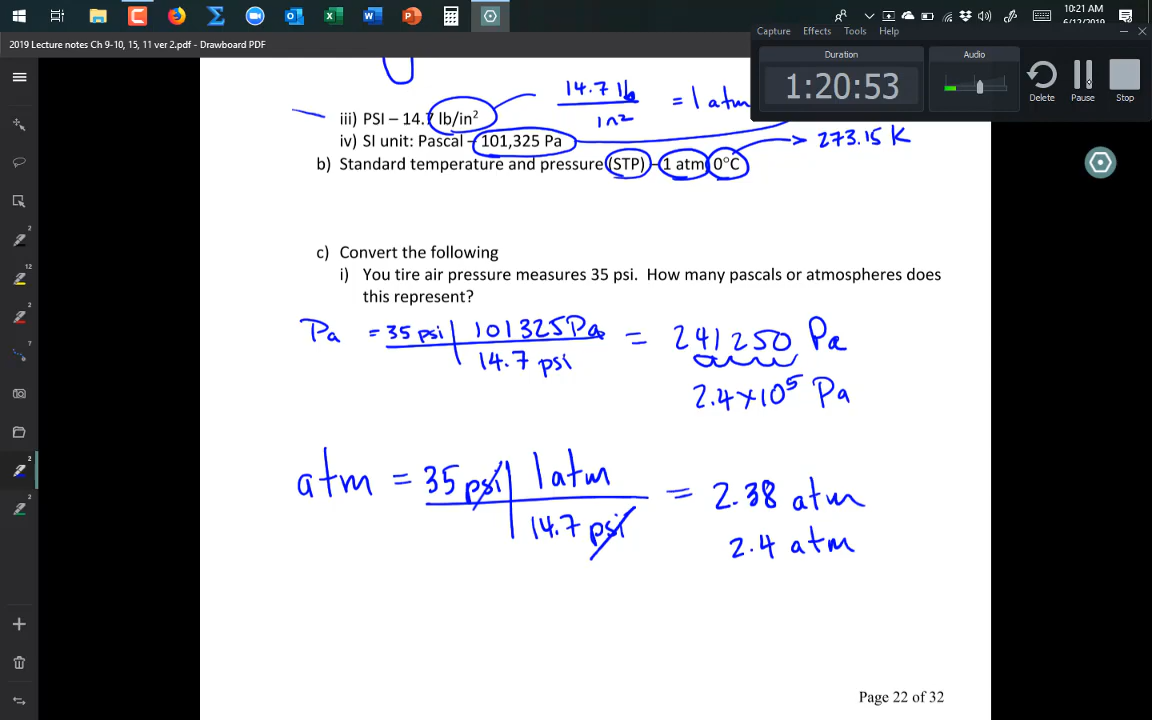 10:21 AM
6/12/2019
2019 Lecture notes Ch 9-10, 15, 11 ver 2.pdf - Drawboard PDF
Capture Effects Tools Help
Duration
1:20:53
Audio
Delete Pause Stop
14.7 lb
in² = 1 atm
iii) PSI – 14.7 lb/in²
iv) SI unit: Pascal – 101,325 Pa
273.15 K
b) Standard temperature and pressure (STP) – 1 atm 0°C
c) Convert the following
i) You tire air pressure measures 35 psi. How many pascals or atmospheres does
this represent?
Pa = 35 psi | 101325 Pa = 241250 Pa
14.7 psi
2.4×10⁵ Pa
atm = 35 psi | 1 atm = 2.38 atm
14.7 psi
2.4 atm
Page 22 of 32